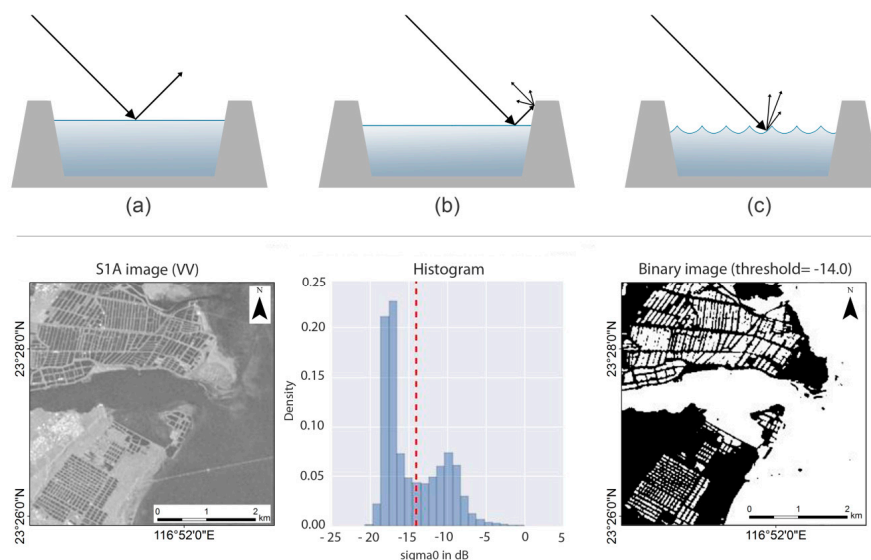 (a)
(b)
(c)
S1A image (VV)
Histogram
Binary image (threshold= -14.0)
N
23°28'0"N
23°26'0"N
0
1
2
km
116°52'0"E
0.25
0.20
0.15
0.10
0.05
0.00
Density
-25
-20
-15
-10
-5
0
5
sigma0 in dB
N
23°28'0"N
23°26'0"N
0
1
2
km
116°52'0"E